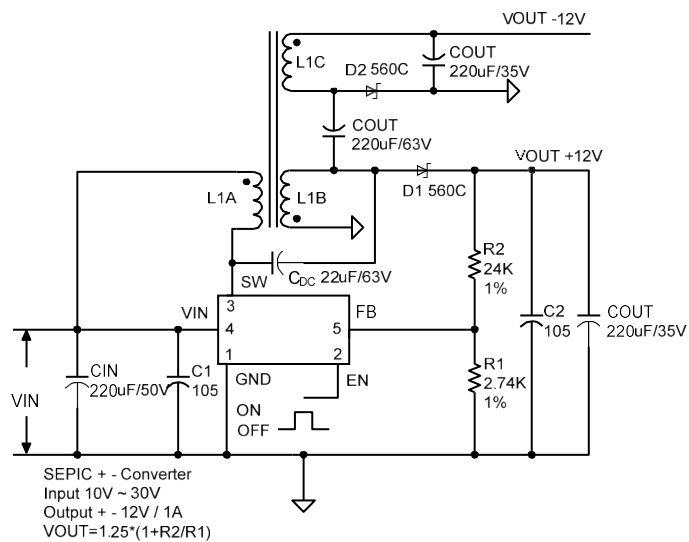 VOUT -12V
COUT
220uF/35V
L1C
D2 560C
COUT
220uF/63V
VOUT +12V
L1A
L1B
D1 560C
R2
24K
1%
SW
CDC 22uF/63V
VIN
3
FB
4
5
C2
105
COUT
220uF/35V
1
2
R1
2.74K
1%
CIN
220uF/50V
C1
105
GND
EN
VIN
ON
OFF
SEPIC + - Converter
Input 10V ~ 30V
Output + - 12V / 1A
VOUT=1.25*(1+R2/R1)